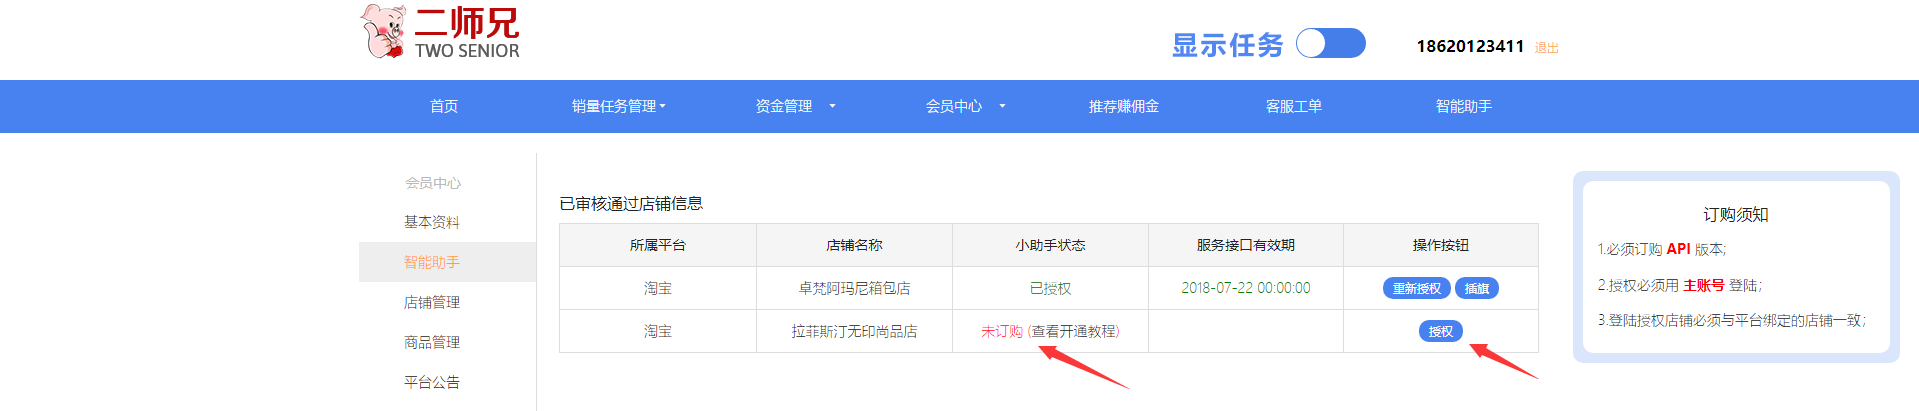 二师兄
TWO SENIOR
显示任务
18620123411 退出
首页 销量任务管理 资金管理 会员中心 推荐赚佣金 客服工单 智能助手
会员中心
基本资料
智能助手
店铺管理
商品管理
平台公告
已审核通过店铺信息
所属平台 店铺名称 小助手状态 服务接口有效期 操作按钮
淘宝 卓梵阿玛尼箱包店 已授权 2018-07-22 00:00:00 重新授权 插旗
淘宝 拉菲斯汀无印尚品店 未订购 (查看开通教程) 授权
订购须知
1.必须订购 API 版本;
2.授权必须用 主账号 登陆;
3.登陆授权店铺必须与平台绑定的店铺一致;